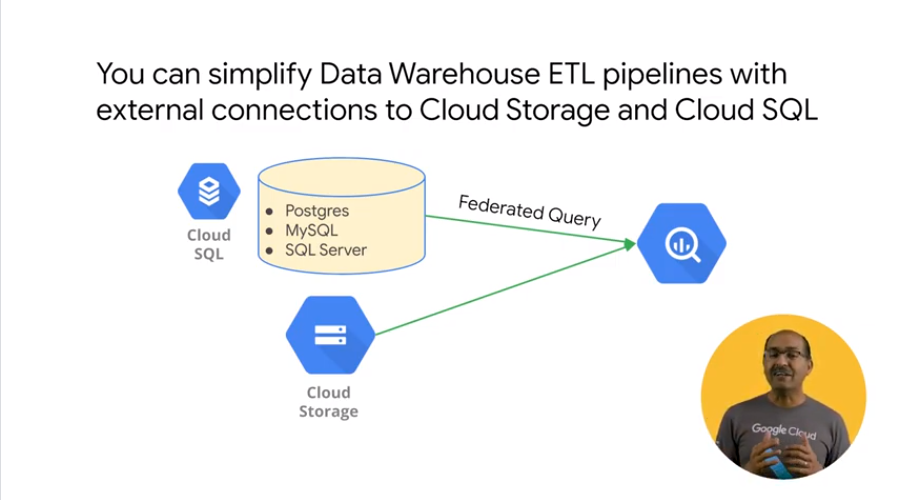 You can simplify Data Warehouse ETL pipelines with
external connections to Cloud Storage and Cloud SQL
Cloud
SQL
• Postgres
• MySQL
• SQL Server
Federated Query
Cloud
Storage
Google Cloud